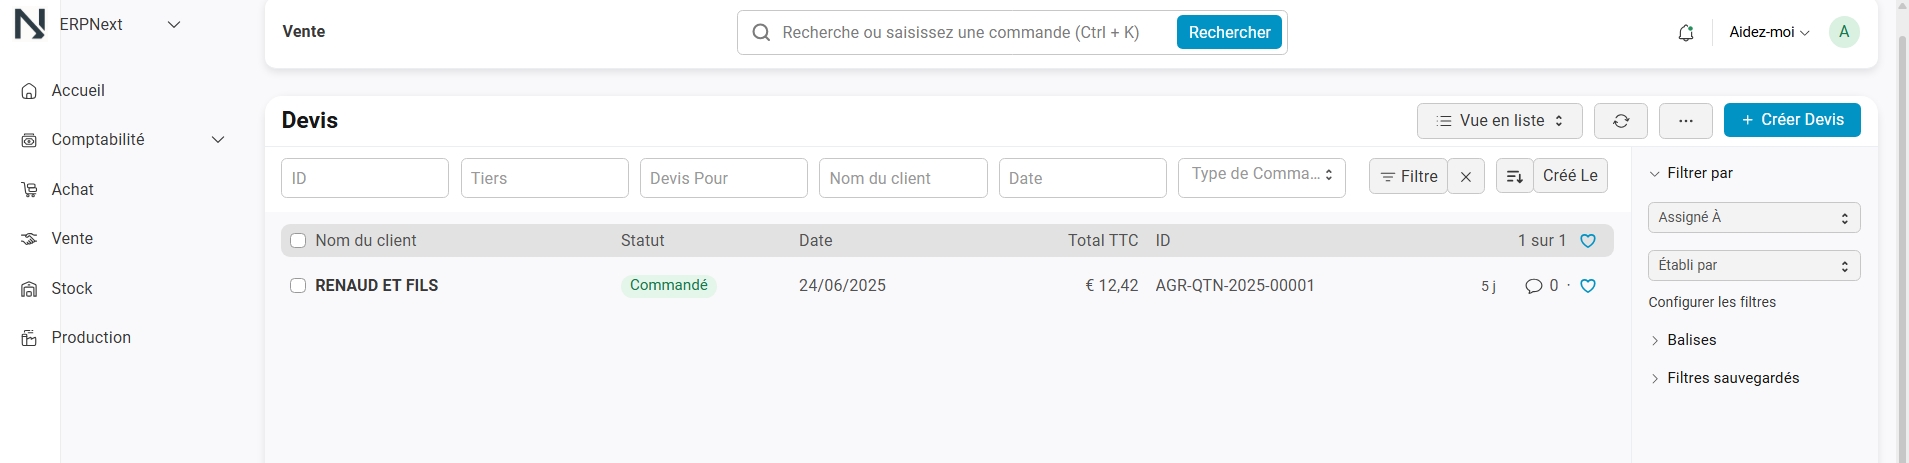 ERPNext
Accueil
Comptabilité
Achat
Vente
Stock
Production
Vente
Recherche ou saisissez une commande (Ctrl + K)
Rechercher
Aidez-moi
A
Devis
Vue en liste
+ Créer Devis
ID
Tiers
Devis Pour
Nom du client
Date
Type de Comma...
Filtre
Créé Le
Nom du client Statut Date Total TTC ID 1 sur 1
RENAUD ET FILS Commandé 24/06/2025 € 12,42 AGR-QTN-2025-00001 5 j 0 ·
Filtrer par
Assigné À
Établi par
Configurer les filtres
Balises
Filtres sauvegardés